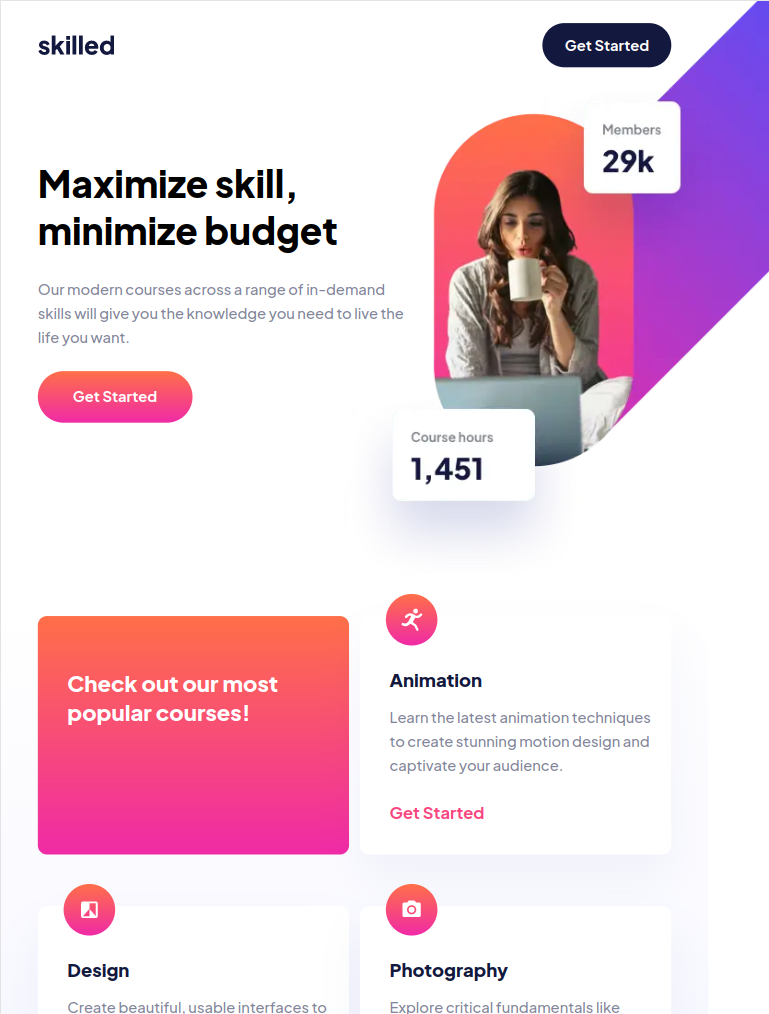 skilled
Get Started
Members
29k
Maximize skill,
minimize budget
Our modern courses across a range of in-demand
skills will give you the knowledge you need to live the
life you want.
Get Started
Course hours
1,451
Check out our most
popular courses!
Animation
Learn the latest animation techniques
to create stunning motion design and
captivate your audience.
Get Started
Design
Create beautiful, usable interfaces to
Photography
Explore critical fundamentals like